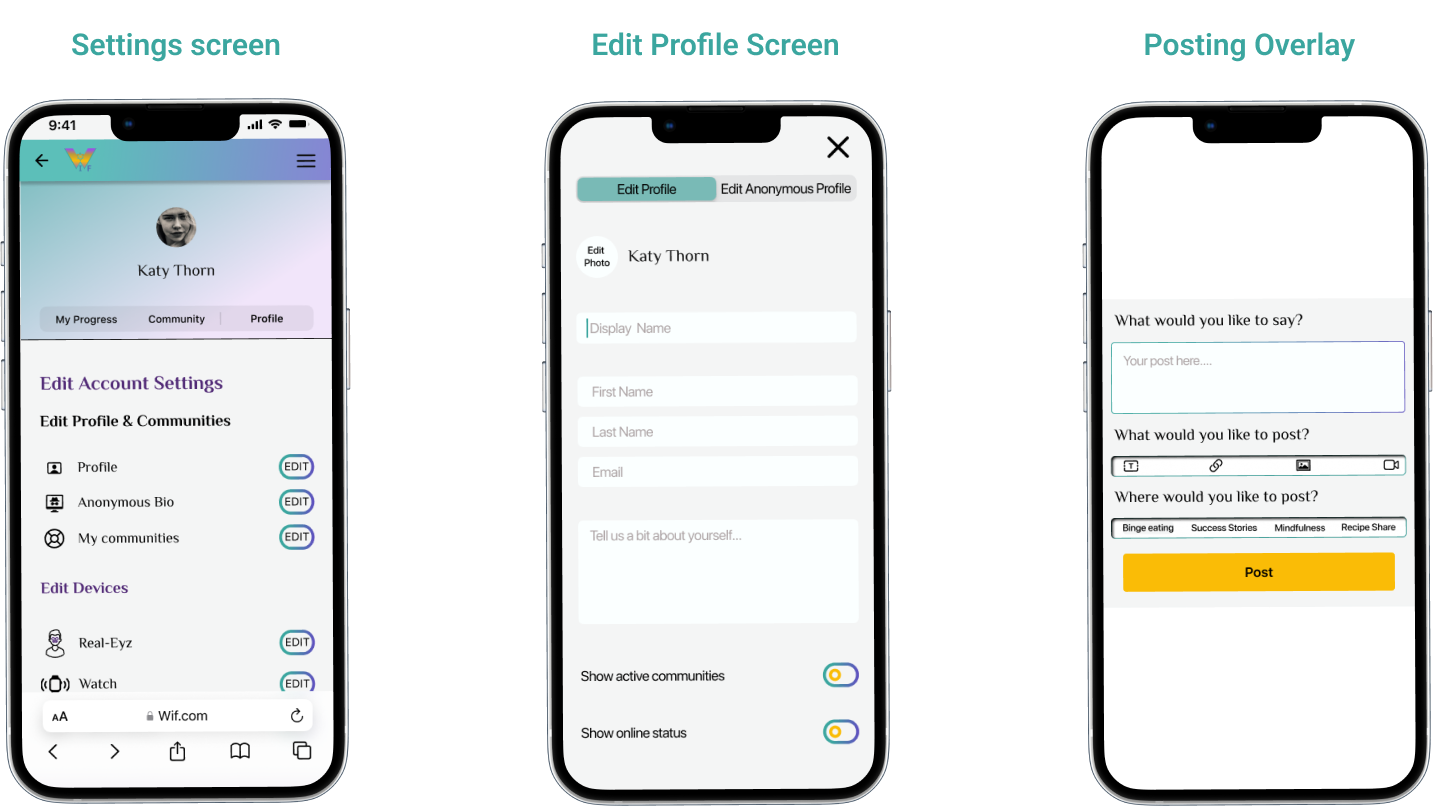 Settings screen
Edit Profile Screen
Posting Overlay
9:41
Katy Thorn
My Progress Community Profile
Edit Account Settings
Edit Profile & Communities
Profile EDIT
Anonymous Bio EDIT
My communities EDIT
Edit Devices
Real-Eyz EDIT
Watch EDIT
AA Wif.com
Edit Profile Edit Anonymous Profile
Edit
Photo
Katy Thorn
Display Name
First Name
Last Name
Email
Tell us a bit about yourself...
Show active communities
Show online status
What would you like to say?
Your post here....
What would you like to post?
T
Where would you like to post?
Binge eating Success Stories Mindfulness Recipe Share
Post